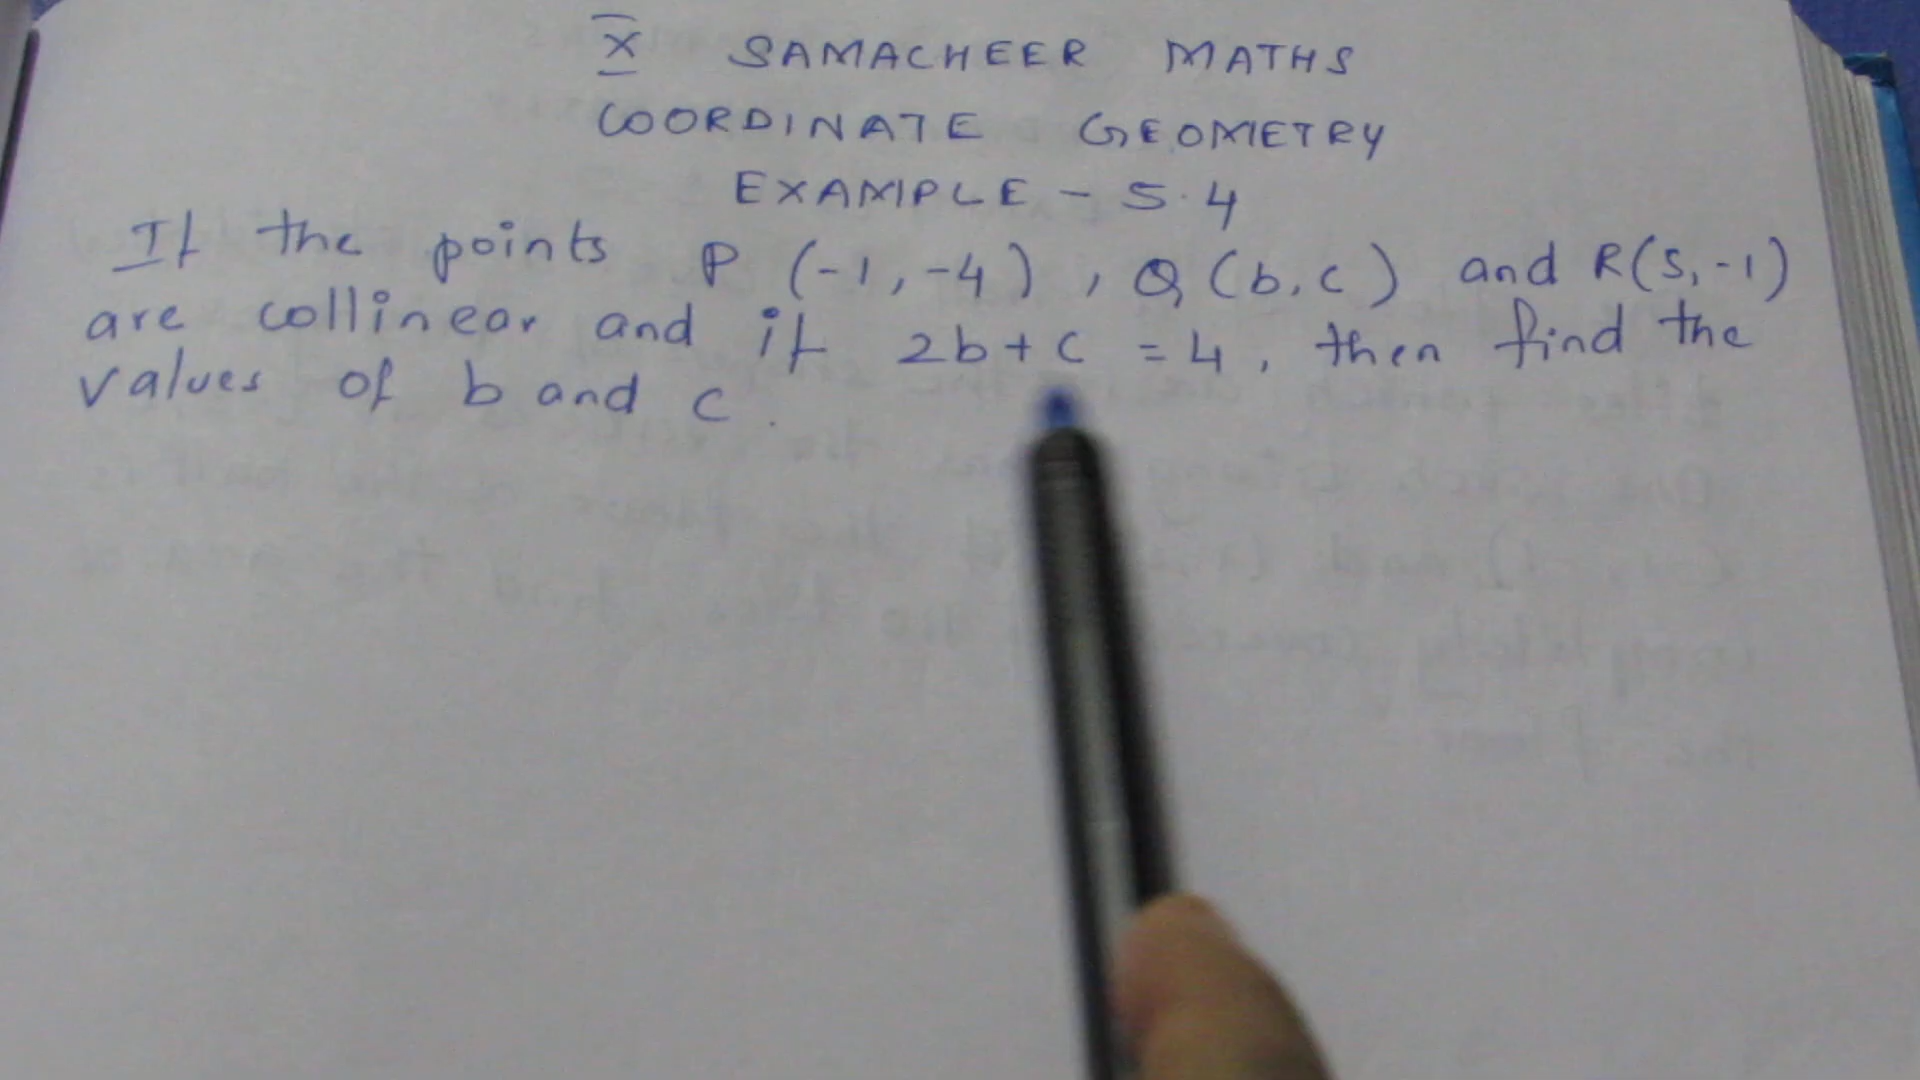 X SAMACHEER MATHS
COORDINATE GEOMETRY
EXAMPLE - 5.4
If the points P (-1, -4), Q (b, c) and R(5, -1)
are collinear and if 2b + c = 4, then find the
values of b and c.